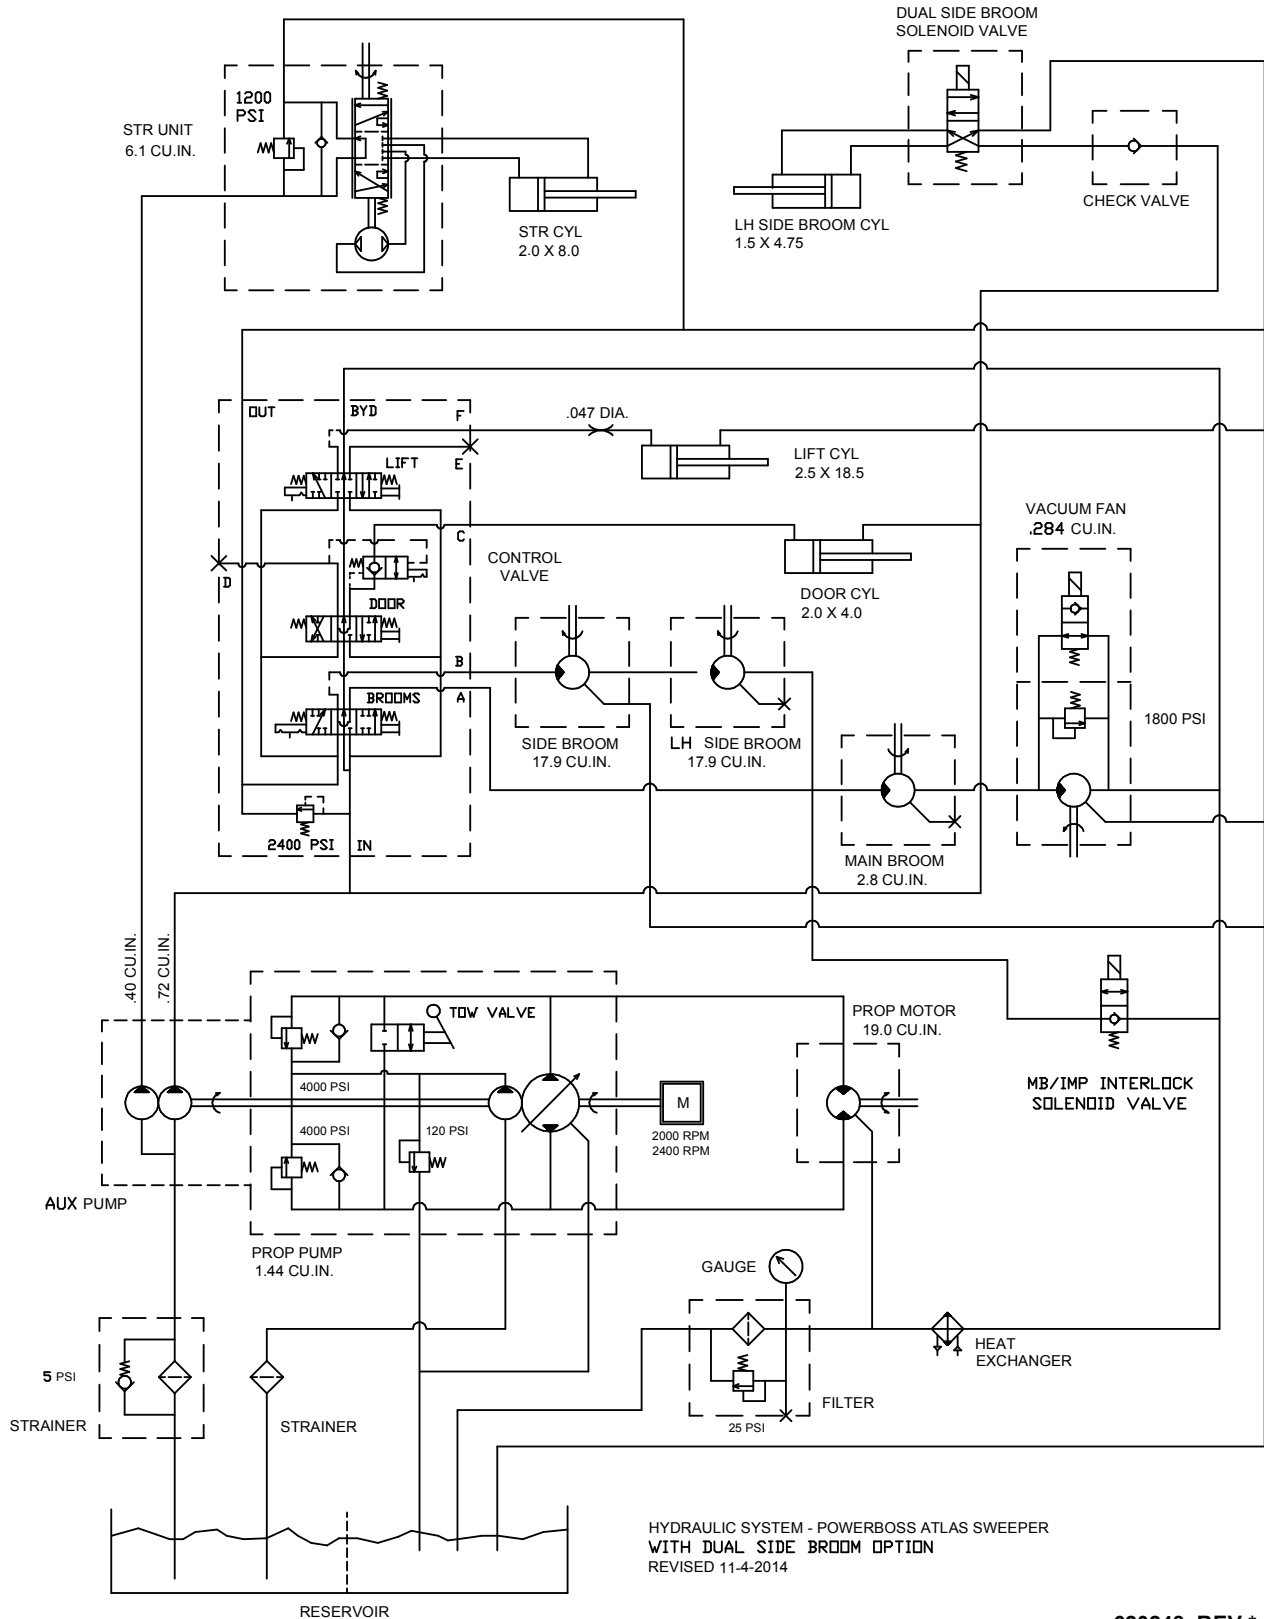 DUAL SIDE BROOM
SOLENOID VALVE
1200
PSI
STR UNIT
6.1 CU.IN.
STR CYL
2.0 X 8.0
LH SIDE BROOM CYL
1.5 X 4.75
CHECK VALVE
OUT
BYD
F
.047 DIA.
LIFT
E
LIFT CYL
2.5 X 18.5
VACUUM FAN
.284 CU.IN.
C
CONTROL
VALVE
D
DOOR
DOOR CYL
2.0 X 4.0
B
BROOMS
A
SIDE BROOM
17.9 CU.IN.
LH SIDE BROOM
17.9 CU.IN.
1800 PSI
2400 PSI
IN
MAIN BROOM
2.8 CU.IN.
.40 CU.IN.
.72 CU.IN.
TOW VALVE
PROP MOTOR
19.0 CU.IN.
4000 PSI
4000 PSI
120 PSI
M
2000 RPM
2400 RPM
MB/IMP INTERLOCK
SOLENOID VALVE
AUX PUMP
PROP PUMP
1.44 CU.IN.
GAUGE
HEAT
EXCHANGER
5 PSI
STRAINER
STRAINER
FILTER
25 PSI
HYDRAULIC SYSTEM - POWERBOSS ATLAS SWEEPER
WITH DUAL SIDE BROOM OPTION
REVISED 11-4-2014
RESERVOIR